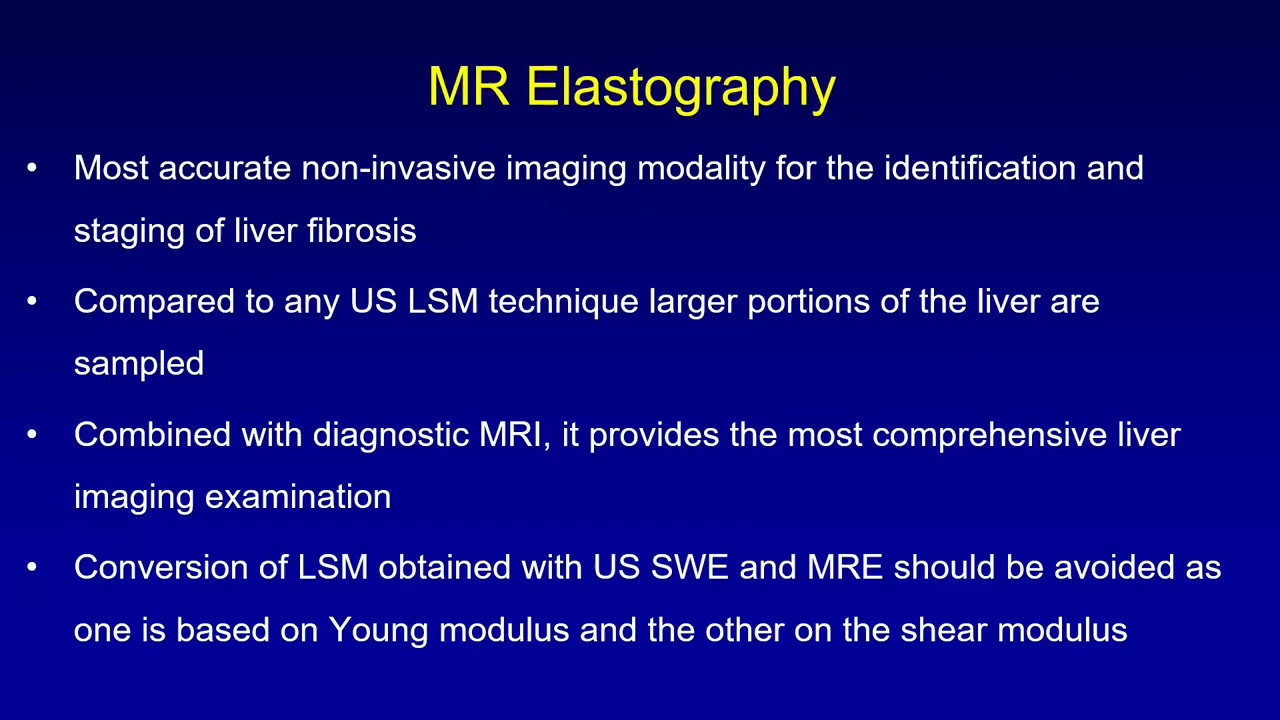 MR Elastography
• Most accurate non-invasive imaging modality for the identification and
staging of liver fibrosis
• Compared to any US LSM technique larger portions of the liver are
sampled
• Combined with diagnostic MRI, it provides the most comprehensive liver
imaging examination
• Conversion of LSM obtained with US SWE and MRE should be avoided as
one is based on Young modulus and the other on the shear modulus